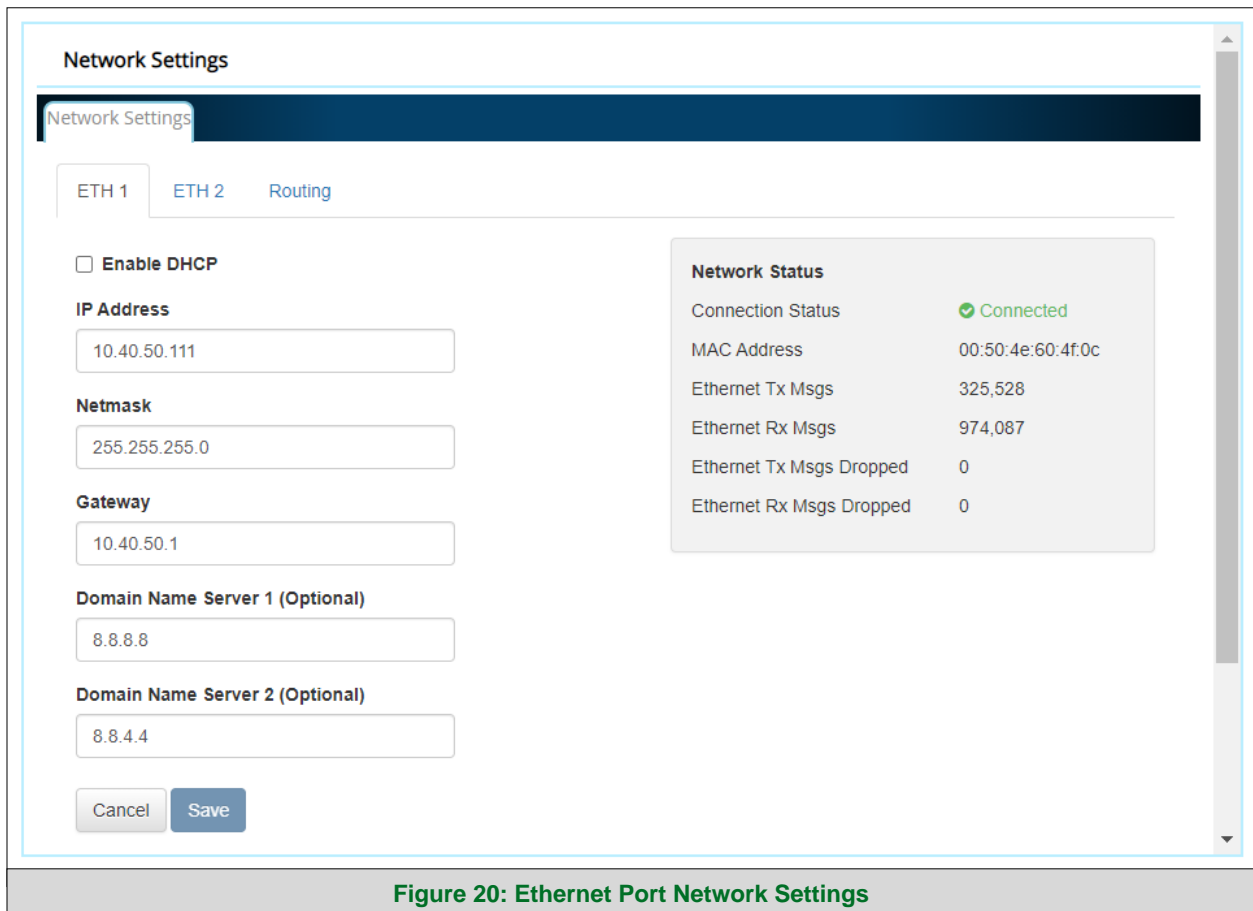 Network Settings
Network Settings
ETH 1 ETH 2 Routing
Enable DHCP
IP Address
10.40.50.111
Netmask
255.255.255.0
Gateway
10.40.50.1
Domain Name Server 1 (Optional)
8.8.8.8
Domain Name Server 2 (Optional)
8.8.4.4
Cancel Save
Network Status
Connection Status Connected
MAC Address 00:50:4e:60:4f:0c
Ethernet Tx Msgs 325,528
Ethernet Rx Msgs 974,087
Ethernet Tx Msgs Dropped 0
Ethernet Rx Msgs Dropped 0
Figure 20: Ethernet Port Network Settings